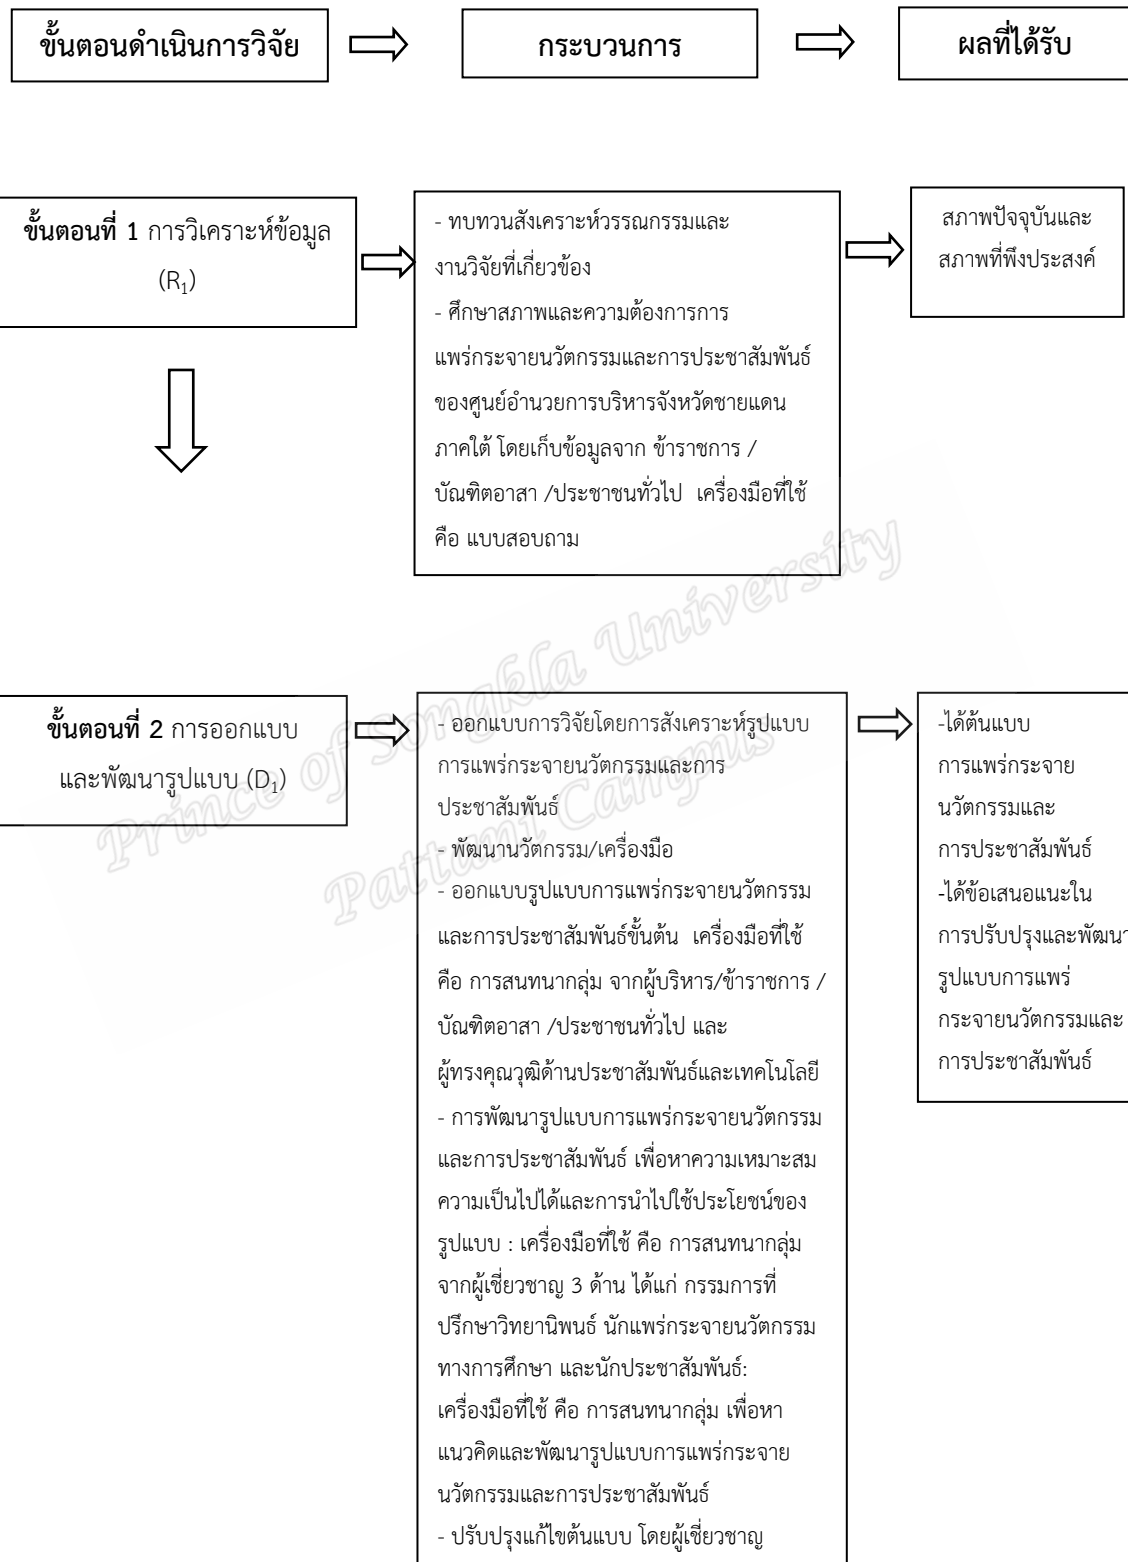 ขั้นตอนดำเนินการวิจัย
กระบวนการ
ผลที่ได้รับ
ขั้นตอนที่ 1 การวิเคราะห์ข้อมูล
(R₁)
- ทบทวนสังเคราะห์วรรณกรรมและ
งานวิจัยที่เกี่ยวข้อง
- ศึกษาสภาพและความต้องการการ
แพร่กระจายนวัตกรรมและการประชาสัมพันธ์
ของศูนย์อำนวยการบริหารจังหวัดชายแดน
ภาคใต้ โดยเก็บข้อมูลจาก ข้าราชการ /
บัณฑิตอาสา /ประชาชนทั่วไป เครื่องมือที่ใช้
คือ แบบสอบถาม
สภาพปัจจุบันและ
สภาพที่พึงประสงค์
ขั้นตอนที่ 2 การออกแบบ
และพัฒนารูปแบบ (D₁)
- ออกแบบการวิจัยโดยการสังเคราะห์รูปแบบ
การแพร่กระจายนวัตกรรมและการ
ประชาสัมพันธ์
- พัฒนานวัตกรรม/เครื่องมือ
- ออกแบบรูปแบบการแพร่กระจายนวัตกรรม
และการประชาสัมพันธ์ขั้นต้น เครื่องมือที่ใช้
คือ การสนทนากลุ่ม จากผู้บริหาร/ข้าราชการ /
บัณฑิตอาสา /ประชาชนทั่วไป และ
ผู้ทรงคุณวุฒิด้านประชาสัมพันธ์และเทคโนโลยี
- การพัฒนารูปแบบการแพร่กระจายนวัตกรรม
และการประชาสัมพันธ์ เพื่อหาความเหมาะสม
ความเป็นไปได้และการนำไปใช้ประโยชน์ของ
รูปแบบ : เครื่องมือที่ใช้ คือ การสนทนากลุ่ม
จากผู้เชี่ยวชาญ 3 ด้าน ได้แก่ กรรมการที่
ปรึกษาวิทยานิพนธ์ นักแพร่กระจายนวัตกรรม
ทางการศึกษา และนักประชาสัมพันธ์:
เครื่องมือที่ใช้ คือ การสนทนากลุ่ม เพื่อหา
แนวคิดและพัฒนารูปแบบการแพร่กระจาย
นวัตกรรมและการประชาสัมพันธ์
- ปรับปรุงแก้ไขต้นแบบ โดยผู้เชี่ยวชาญ
-ได้ต้นแบบ
การแพร่กระจาย
นวัตกรรมและ
การประชาสัมพันธ์
-ได้ข้อเสนอแนะใน
การปรับปรุงและพัฒนา
รูปแบบการแพร่
กระจายนวัตกรรมและ
การประชาสัมพันธ์
Prince of Songkla University
Pattani Campus